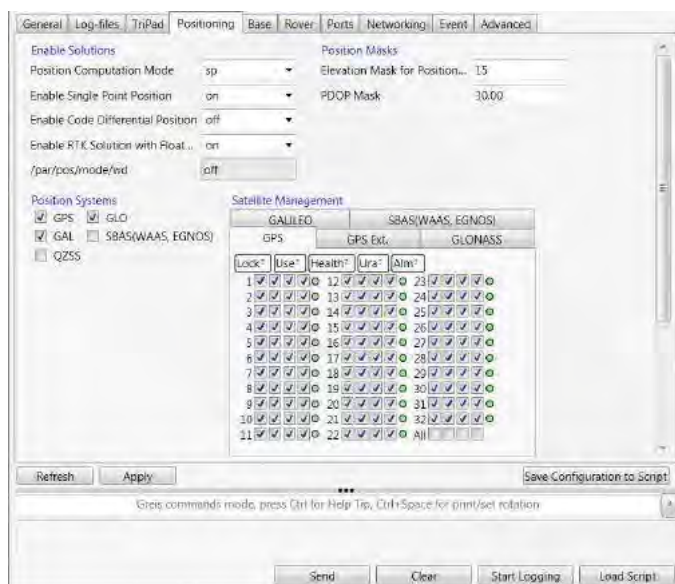 General Log-files TriPad Positioning Base Rover Ports Networking Event Advanced
Enable Solutions
Position Computation Mode sp
Enable Single Point Position on
Enable Code Differential Position off
Enable RTK Solution with Float... on
/par/pos/mode/wd off
Position Masks
Elevation Mask for Position... 15
PDOP Mask 30.00
Position Systems
GPS GLO
GAL SBAS(WAAS, EGNOS)
QZSS
Satellite Management
GALILEO SBAS(WAAS, EGNOS)
GPS GPS Ext. GLONASS
Lock* Use* Health* Ura* Alm*
1 12 23
2 13 24
3 14 25
4 15 26
5 16 27
6 17 28
7 18 29
8 19 30
9 20 31
10 21 32
11 22 All
Refresh Apply Save Configuration to Script
Greis commands mode, press Ctrl for Help Tip, Ctrl+Space for print/set rotation
Send Clear Start Logging Load Script